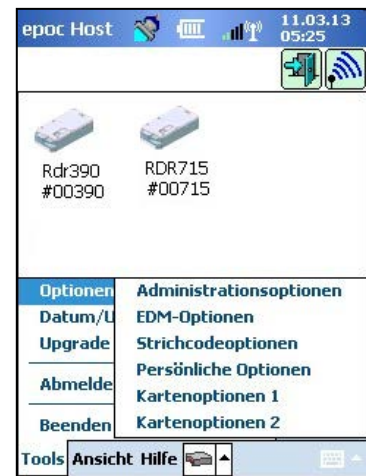 epoc Host 11.03.13
05:25
Rdr390 RDR715
#00390 #00715
Optionen Administrationsoptionen
Datum/U EDM-Optionen
Upgrade Strichcodeoptionen
Persönliche Optionen
Abmelde Kartenoptionen 1
Beenden Kartenoptionen 2
Tools Ansicht Hilfe